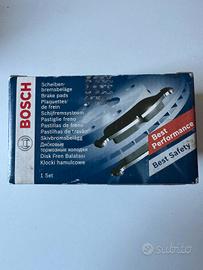 BOSCH
Scheiben-
bremsbeläge
Brake pads
Plaquettes
de frein
Schijfremsysteem
Pastiglie freno
Pastillas de freno
Pastilhas de travão
Skivbromsbelägg
Дисковые
тормозные колодки
Disk Fren Balatası
Klocki hamulcowe
1 Set
Best
Performance
Best Safety
subito